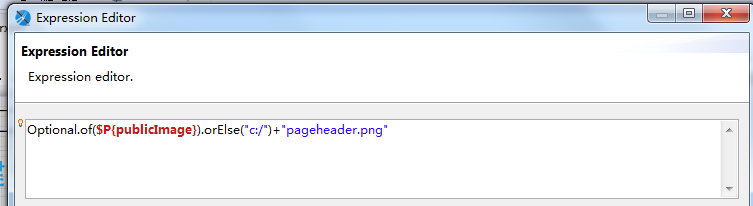 Expression Editor
Expression Editor
Expression editor.
Optional.of($P{publicImage}).orElse("c:/")+"pageheader.png"